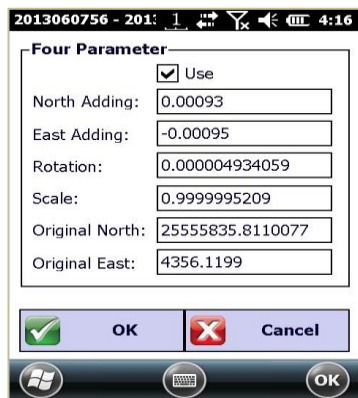 2013060756 - 201: 1 4:16
Four Parameter
Use
North Adding: 0.00093
East Adding: -0.00095
Rotation: 0.000004934059
Scale: 0.9999995209
Original North: 25555835.8110077
Original East: 4356.1199
OK Cancel
OK